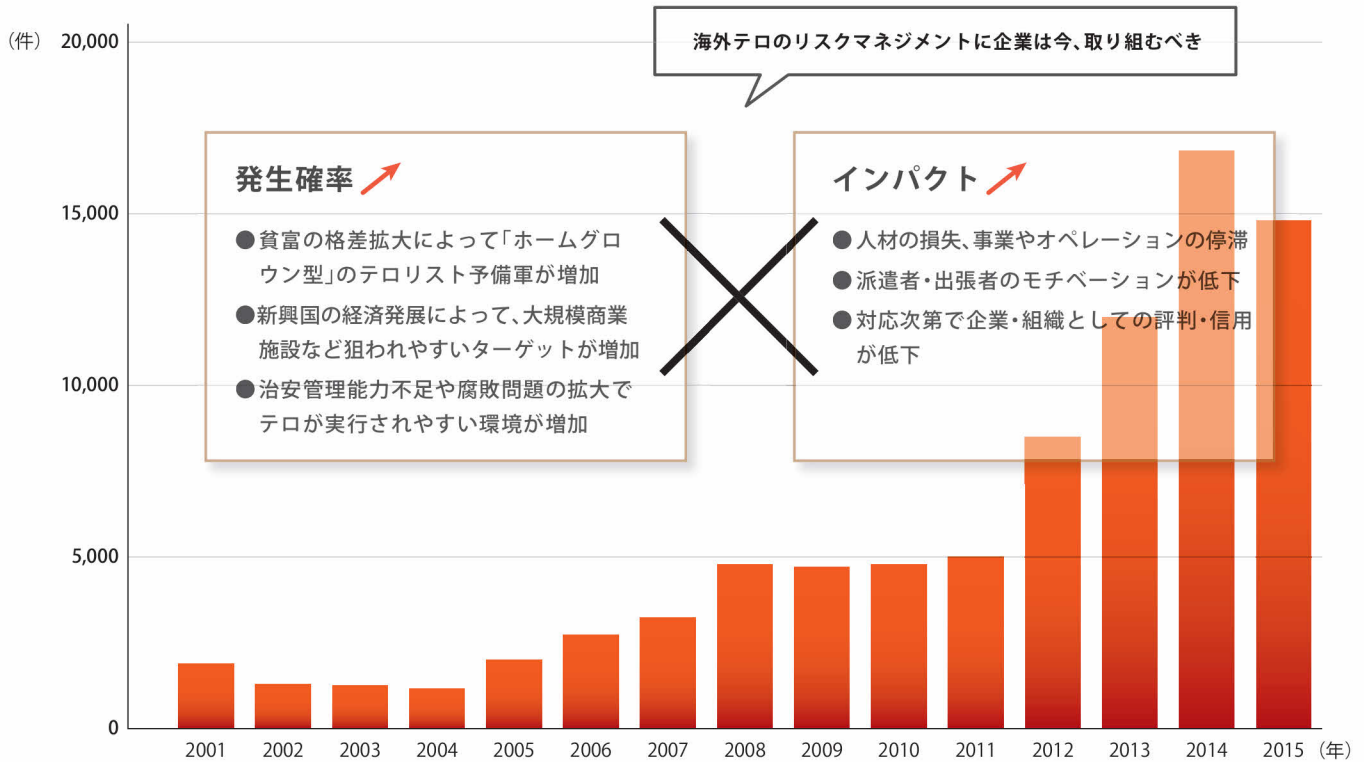 海外テロのリスクマネジメントに企業は今、取り組むべき
(件)
20,000
15,000
10,000
5,000
0
発生確率
●貧富の格差拡大によって「ホームグロ
ウン型」のテロリスト予備軍が増加
●新興国の経済発展によって、大規模商業
施設など狙われやすいターゲットが増加
●治安管理能力不足や腐敗問題の拡大で
テロが実行されやすい環境が増加
インパクト
●人材の損失、事業やオペレーションの停滞
●派遣者・出張者のモチベーションが低下
●対応次第で企業・組織としての評判・信用
が低下
2001 2002 2003 2004 2005 2006 2007 2008 2009 2010 2011 2012 2013 2014 2015 (年)